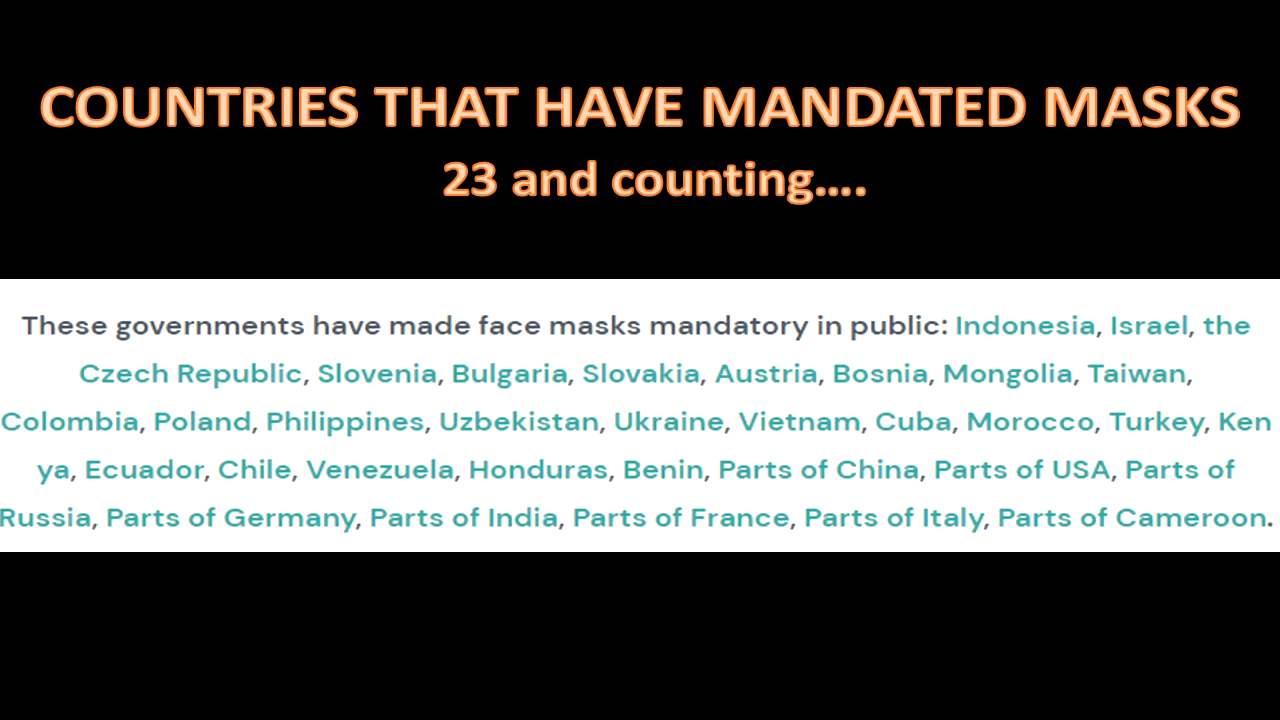 COUNTRIES THAT HAVE MANDATED MASKS
23 and counting....
These governments have made face masks mandatory in public: Indonesia, Israel, the
Czech Republic, Slovenia, Bulgaria, Slovakia, Austria, Bosnia, Mongolia, Taiwan,
Colombia, Poland, Philippines, Uzbekistan, Ukraine, Vietnam, Cuba, Morocco, Turkey, Ken
ya, Ecuador, Chile, Venezuela, Honduras, Benin, Parts of China, Parts of USA, Parts of
Russia, Parts of Germany, Parts of India, Parts of France, Parts of Italy, Parts of Cameroon.